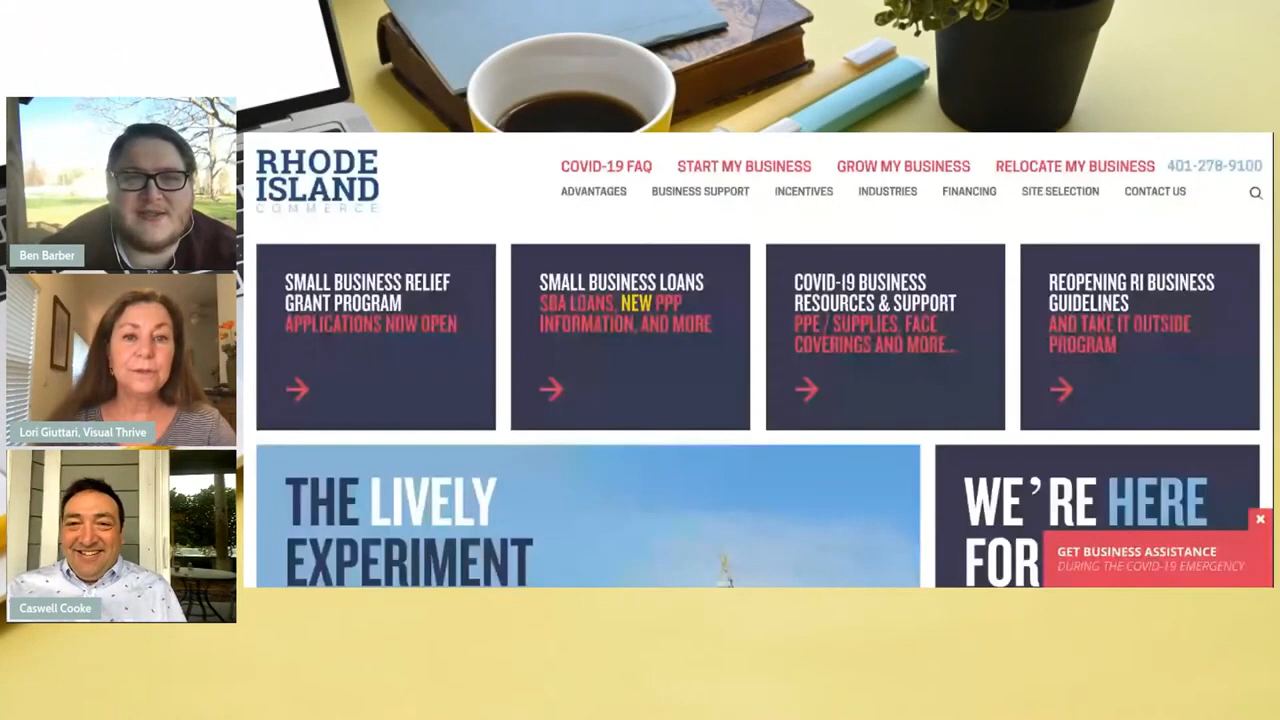 Ben Barber
Lori Giuttari, Visual Thrive
Caswell Cooke
RHODE
ISLAND
COMMERCE
COVID-19 FAQ START MY BUSINESS GROW MY BUSINESS RELOCATE MY BUSINESS 401-278-9100
ADVANTAGES BUSINESS SUPPORT INCENTIVES INDUSTRIES FINANCING SITE SELECTION CONTACT US
SMALL BUSINESS RELIEF
GRANT PROGRAM
APPLICATIONS NOW OPEN
SMALL BUSINESS LOANS
SBA LOANS, NEW PPP
INFORMATION, AND MORE
COVID-19 BUSINESS
RESOURCES & SUPPORT
PPE / SUPPLIES, FACE
COVERINGS AND MORE...
REOPENING RI BUSINESS
GUIDELINES
AND TAKE IT OUTSIDE
PROGRAM
THE LIVELY
EXPERIMENT
WE'RE HERE
FOR
GET BUSINESS ASSISTANCE
DURING THE COVID-19 EMERGENCY